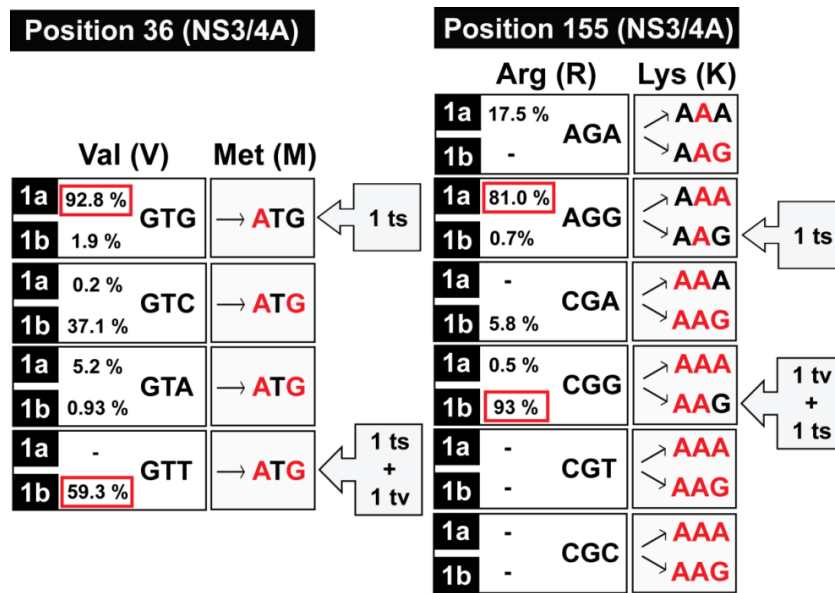 Position 36 (NS3/4A)
Val (V) Met (M)
1a 92.8 %
GTG → ATG
1b 1.9 %
1 ts
1a 0.2 %
GTC → ATG
1b 37.1 %
1a 5.2 %
GTA → ATG
1b 0.93 %
1a -
GTT → ATG
1b 59.3 %
1 ts
+
1 tv
Position 155 (NS3/4A)
Arg (R) Lys (K)
1a 17.5 % AAA
AGA
1b - AAG
1a 81.0 % AAA
AGG
1b 0.7% AAG
1 ts
1a - AAA
CGA
1b 5.8 % AAG
1a 0.5 % AAA
CGG
1b 93 % AAG
1 tv
+
1 ts
1a - AAA
CGT
1b - AAG
1a - AAA
CGC
1b - AAG